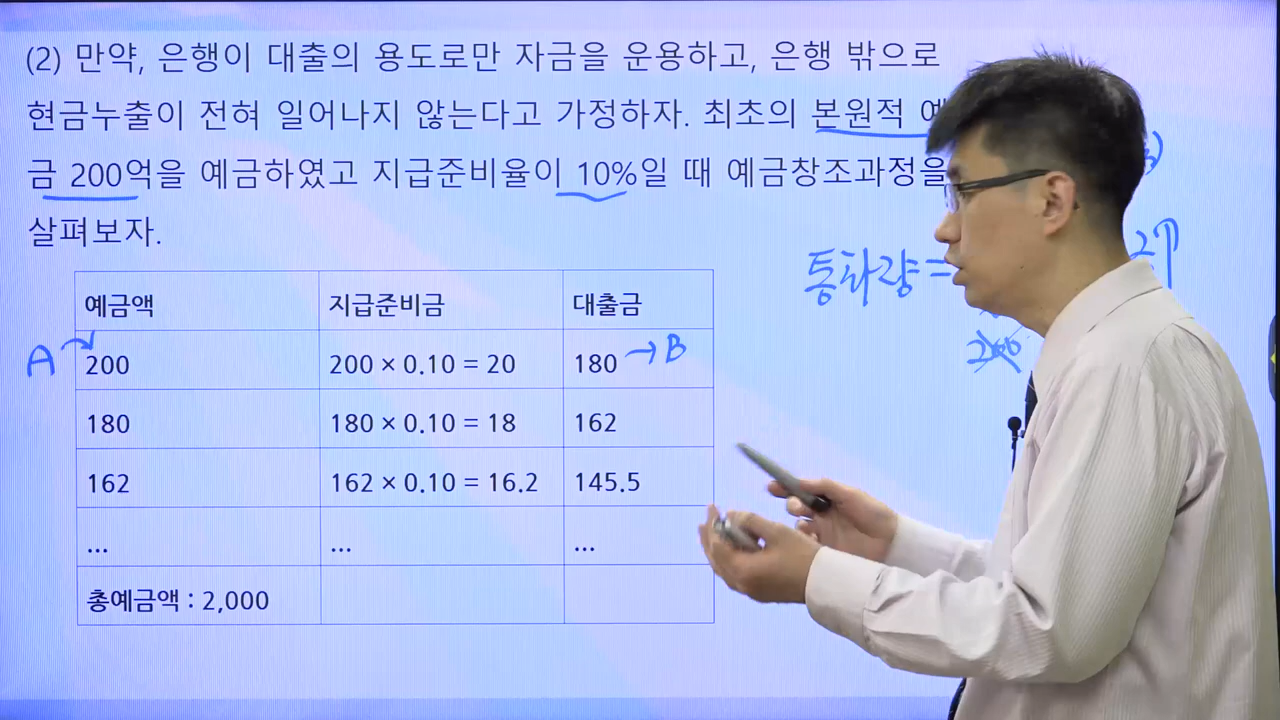 (2) 만약, 은행이 대출의 용도로만 자금을 운용하고, 은행 밖으로
현금누출이 전혀 일어나지 않는다고 가정하자. 최초의 본원적 예
금 200억을 예금하였고 지급준비율이 10%일 때 예금창조과정을
살펴보자.
통화량 =
예금액 지급준비금 대출금
A 200 200 × 0.10 = 20 180 → B
180 180 × 0.10 = 18 162
162 162 × 0.10 = 16.2 145.5
... ... ...
총예금액 : 2,000